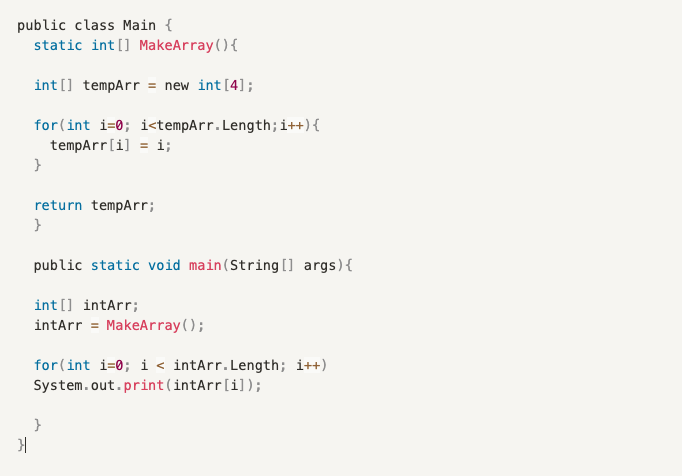 public class Main {
static int[] MakeArray(){
int[] tempArr = new int[4];
for(int i=0; i<tempArr.Length;i++){
tempArr[i] = i;
}
return tempArr;
}
public static void main(String[] args){
int[] intArr;
intArr = MakeArray();
for(int i=0; i < intArr.Length; i++)
System.out.print(intArr[i]);
}
}